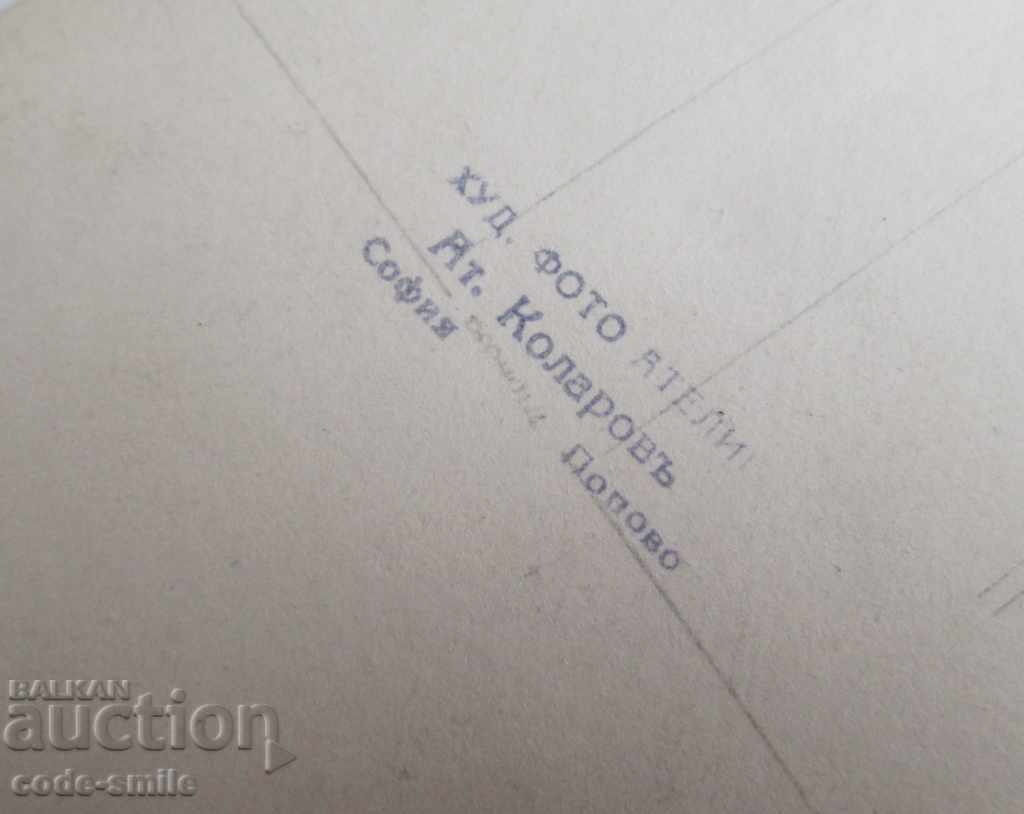 ХУД. ФОТО АТЕЛИ
Ат. Коларовъ
София Попово
BALKAN
auction
code-smile